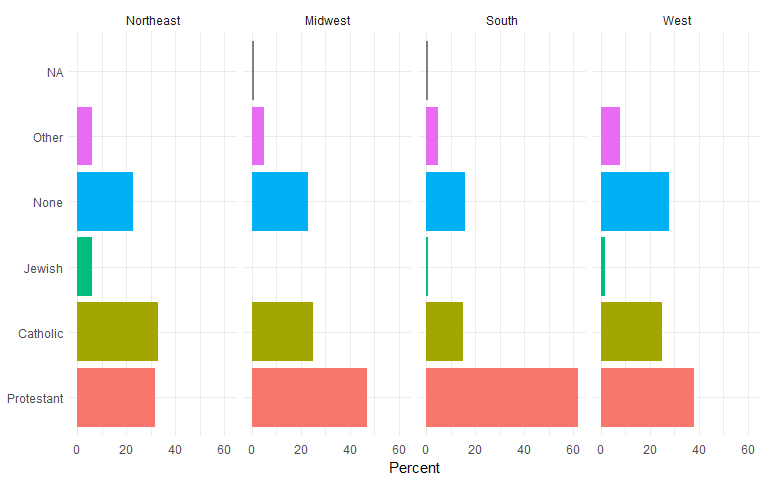 Northeast Midwest South West
NA
Other
None
Jewish
Catholic
Protestant
0 20 40 60 0 20 40 60 0 20 40 60 0 20 40 60
Percent